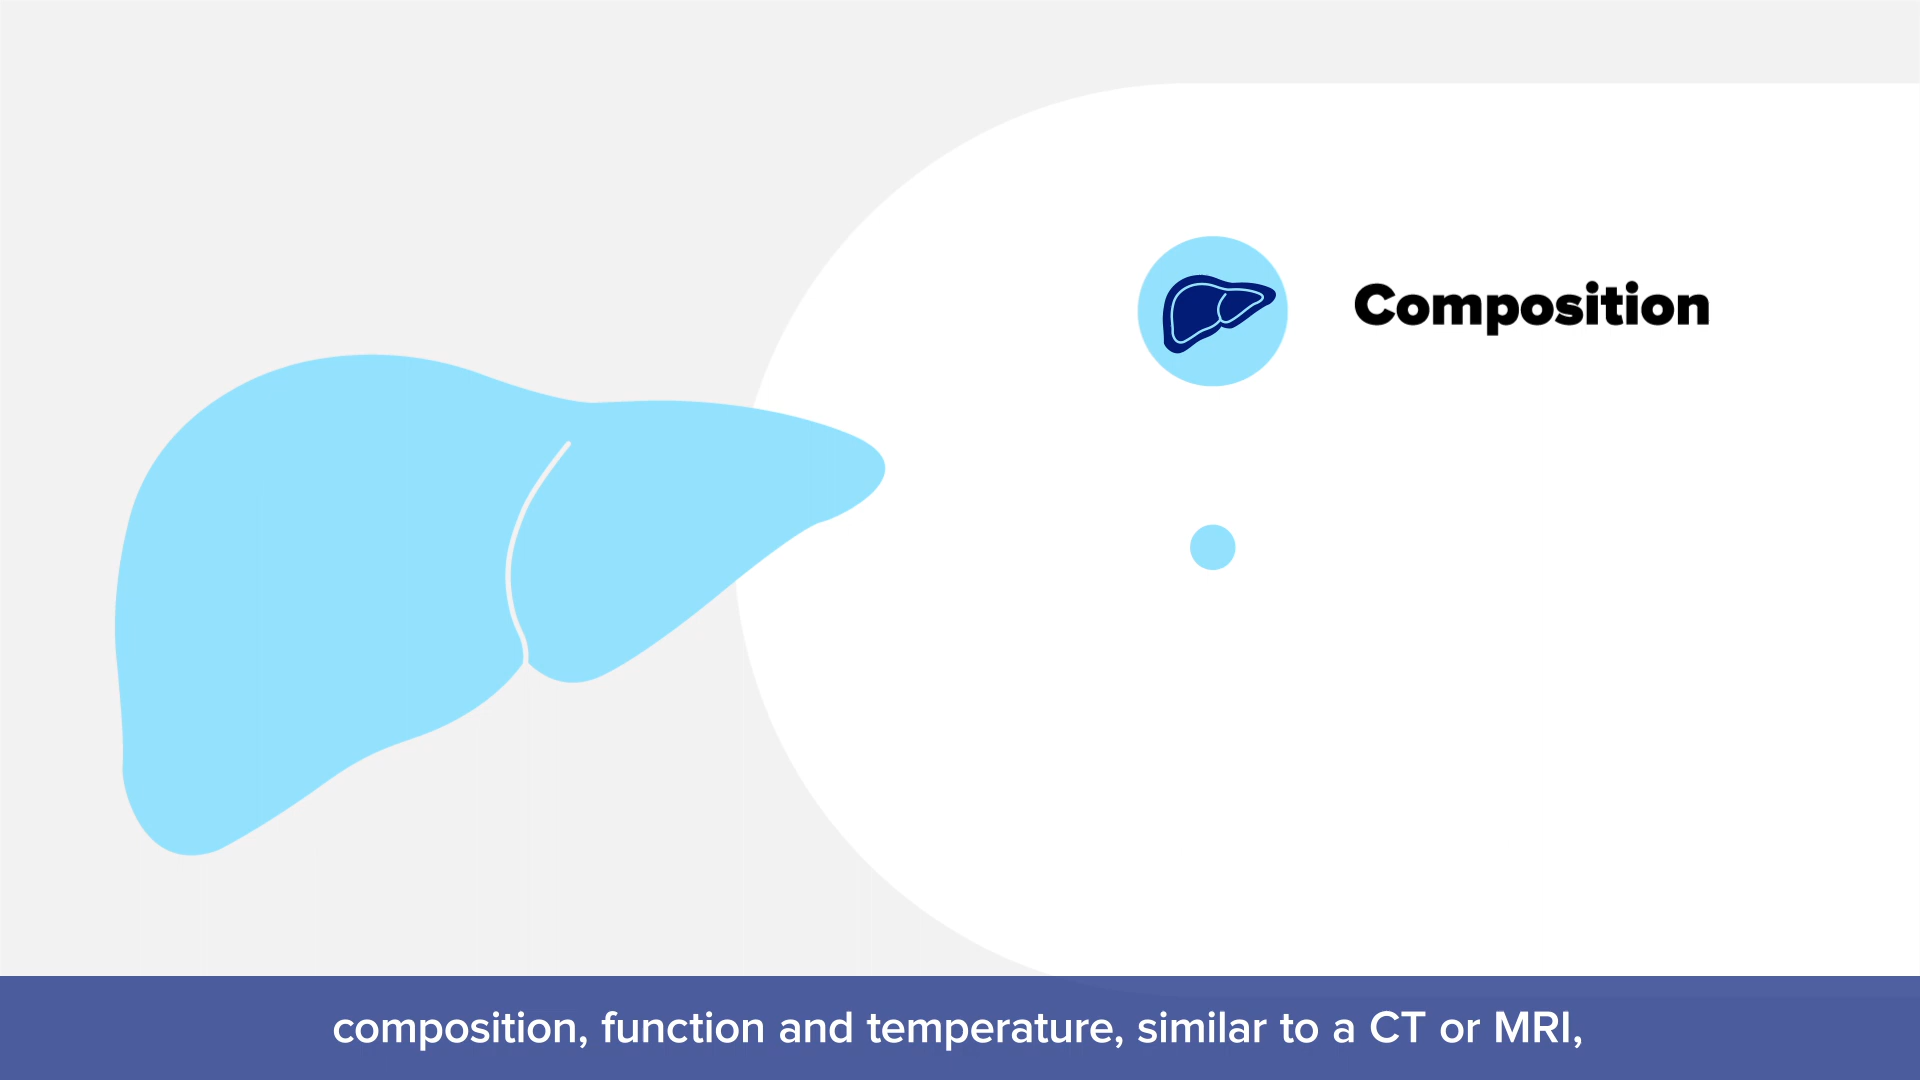 Composition
composition, function and temperature, similar to a CT or MRI,